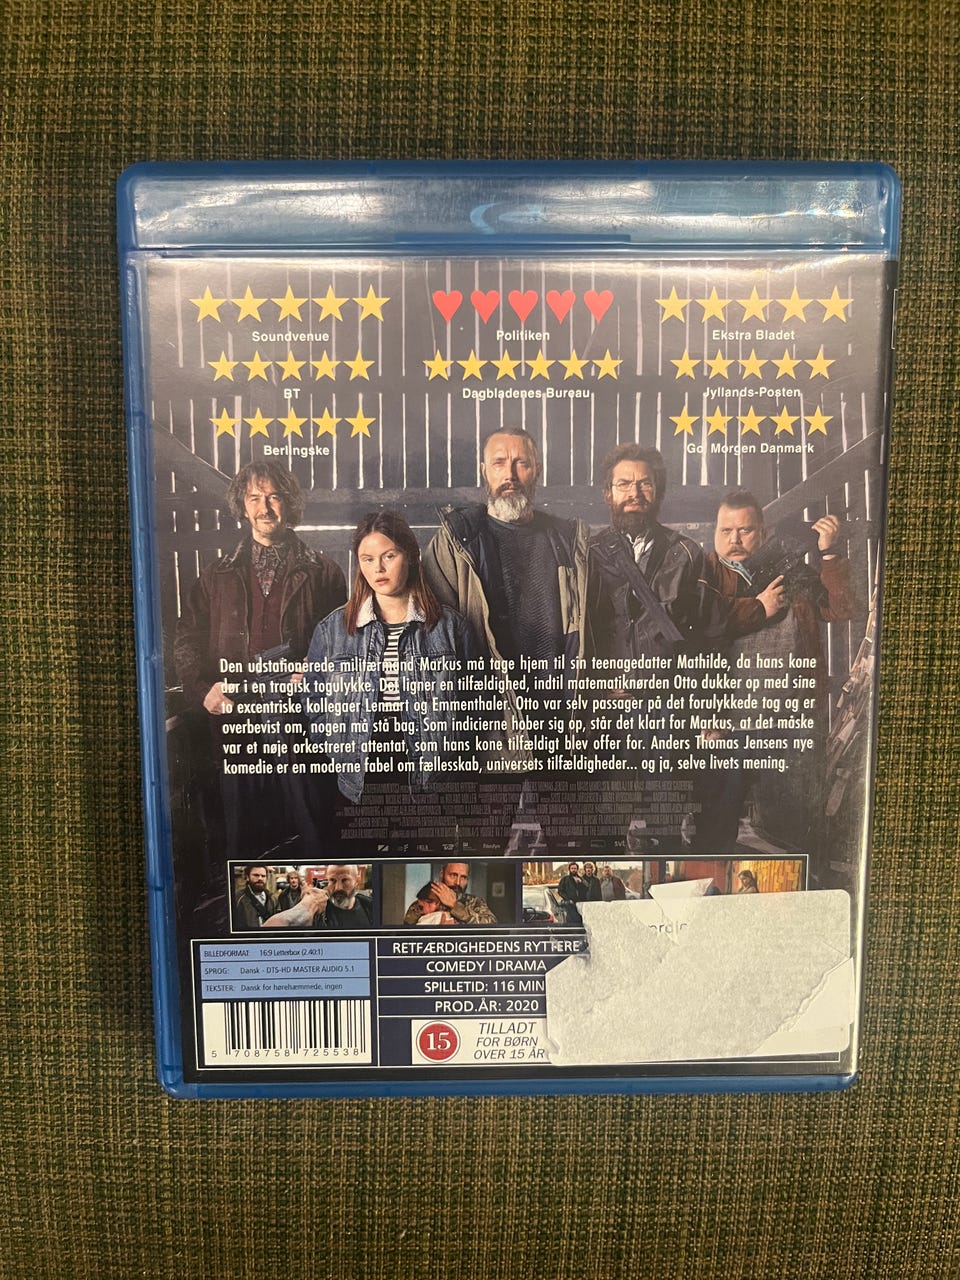 Soundvenue
Politiken
Ekstra Bladet
BT
Dagbladenes Bureau
Jyllands-Posten
Berlingske
Go' Morgen Danmark
Den udstationerede militærmand Markus må tage hjem til sin teenagedatter Mathilde, da hans kone
dør i en tragisk togulykke. Det ligner en tilfældighed, indtil matematiknørden Otto dukker op med sine
to excentriske kollegaer Lennart og Emmenthaler. Otto var selv passager på det forulykkede tog og er
overbevist om, nogen må stå bag. Som indicierne hober sig op, står det klart for Markus, at det måske
var et nøje orkestreret attentat, som hans kone tilfældigt blev offer for. Anders Thomas Jensens nye
komedie er en moderne fabel om fællesskab, universets tilfældigheder... og ja, selve livets mening.
BILLEDFORMAT: 16:9 Letterbox (2.40:1)
SPROG: Dansk - DTS-HD MASTER AUDIO 5.1
TEKSTER: Dansk for hørehæmmede, ingen
5 708758 725538
RETFÆRDIGHEDENS RYTTERE
COMEDY | DRAMA
SPILLETID: 116 MIN
PROD.ÅR: 2020
15
TILLADT
FOR BØRN
OVER 15 ÅR